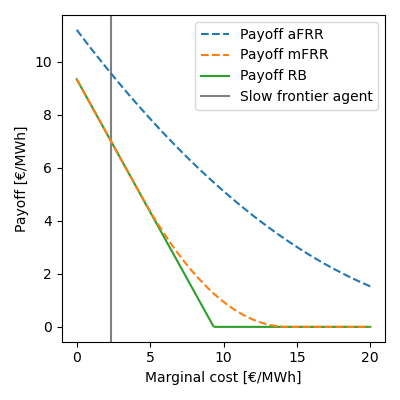 Payoff aFRR
Payoff mFRR
Payoff RB
Slow frontier agent
Payoff [€/MWh]
10
8
6
4
2
0
0 5 10 15 20
Marginal cost [€/MWh]